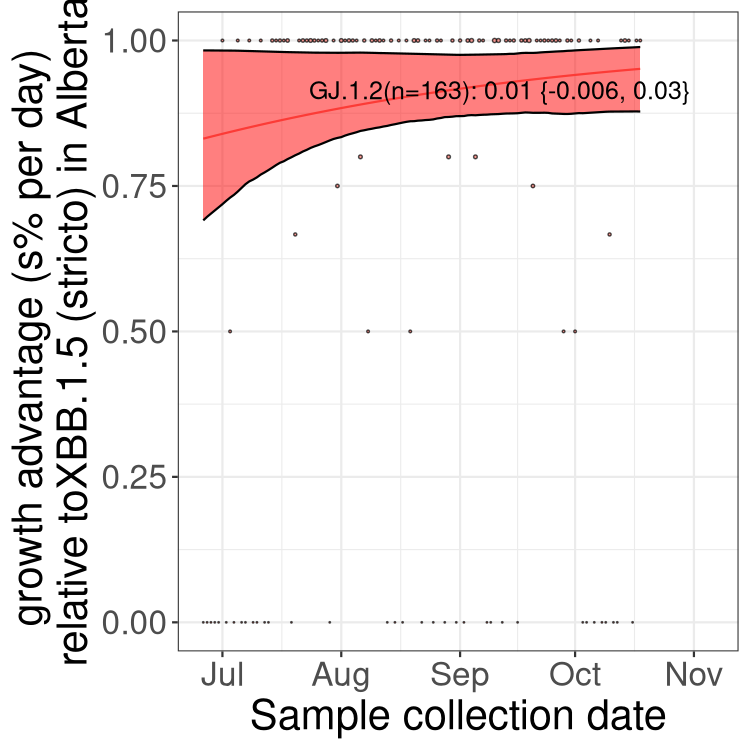 growth advantage (s% per day)
relative toXBB.1.5 (stricto) in Alberta
1.00
GJ.1.2(n=163): 0.01 {-0.006, 0.03}
0.75
0.50
0.25
0.00
Jul Aug Sep Oct Nov
Sample collection date